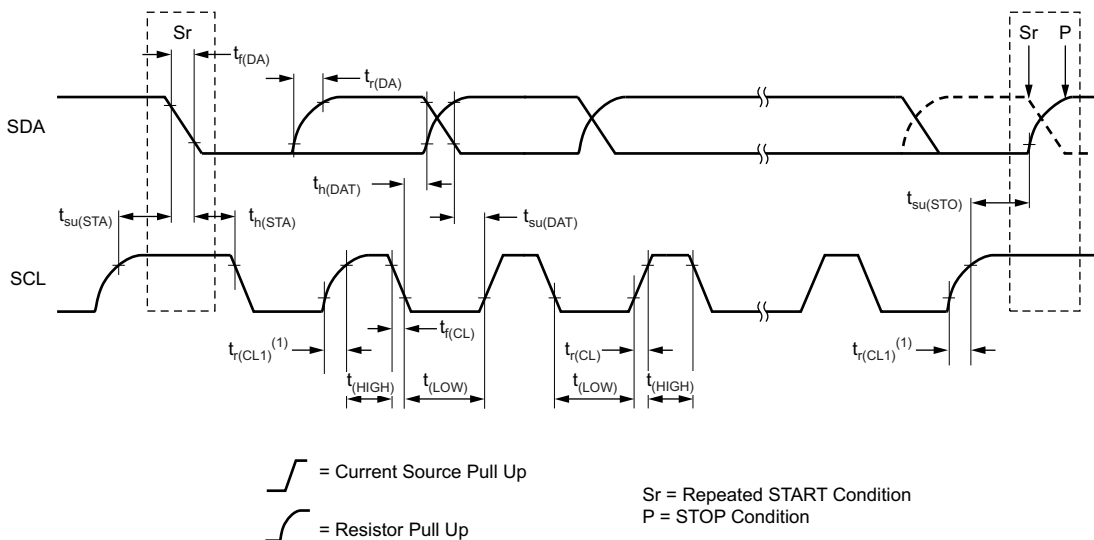 Sr
Sr P
t_f(DA)
t_r(DA)
SDA
t_h(DAT)
t_su(STA)
t_h(STA)
t_su(DAT)
t_su(STO)
SCL
t_r(CL1)^(1)
t_f(CL)
t_r(CL)
t_r(CL1)^(1)
t_(HIGH)
t_(LOW)
t_(LOW)
t_(HIGH)
= Current Source Pull Up
= Resistor Pull Up
Sr = Repeated START Condition
P = STOP Condition